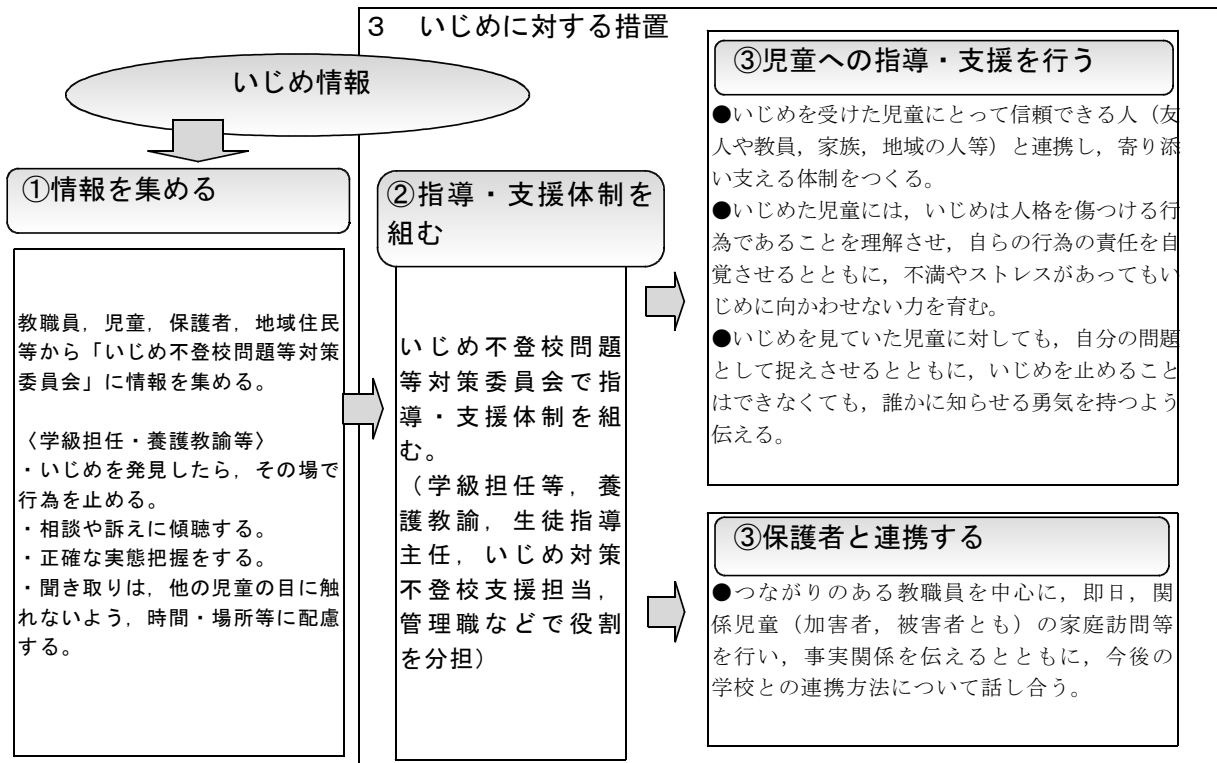 3 いじめに対する措置
いじめ情報
①情報を集める
教職員，児童，保護者，地域住民
等から「いじめ不登校問題等対策
委員会」に情報を集める。
〈学級担任・養護教諭等〉
・いじめを発見したら，その場で
行為を止める。
・相談や訴えに傾聴する。
・正確な実態把握をする。
・聞き取りは，他の児童の目に触
れないよう，時間・場所等に配慮
する。
②指導・支援体制を
組む
いじめ不登校問題
等対策委員会で指
導・支援体制を組
む。
（学級担任等，養
護教諭，生徒指導
主任，いじめ対策
不登校支援担当，
管理職などで役割
を分担）
③児童への指導・支援を行う
●いじめを受けた児童にとって信頼できる人（友
人や教員，家族，地域の人等）と連携し，寄り添
い支える体制をつくる。
●いじめた児童には，いじめは人格を傷つける行
為であることを理解させ，自らの行為の責任を自
覚させるとともに，不満やストレスがあってもい
じめに向かわせない力を育む。
●いじめを見ていた児童に対しても，自分の問題
として捉えさせるとともに，いじめを止めること
はできなくても，誰かに知らせる勇気を持つよう
伝える。
③保護者と連携する
●つながりのある教職員を中心に，即日，関
係児童（加害者，被害者とも）の家庭訪問等
を行い，事実関係を伝えるとともに，今後の
学校との連携方法について話し合う。